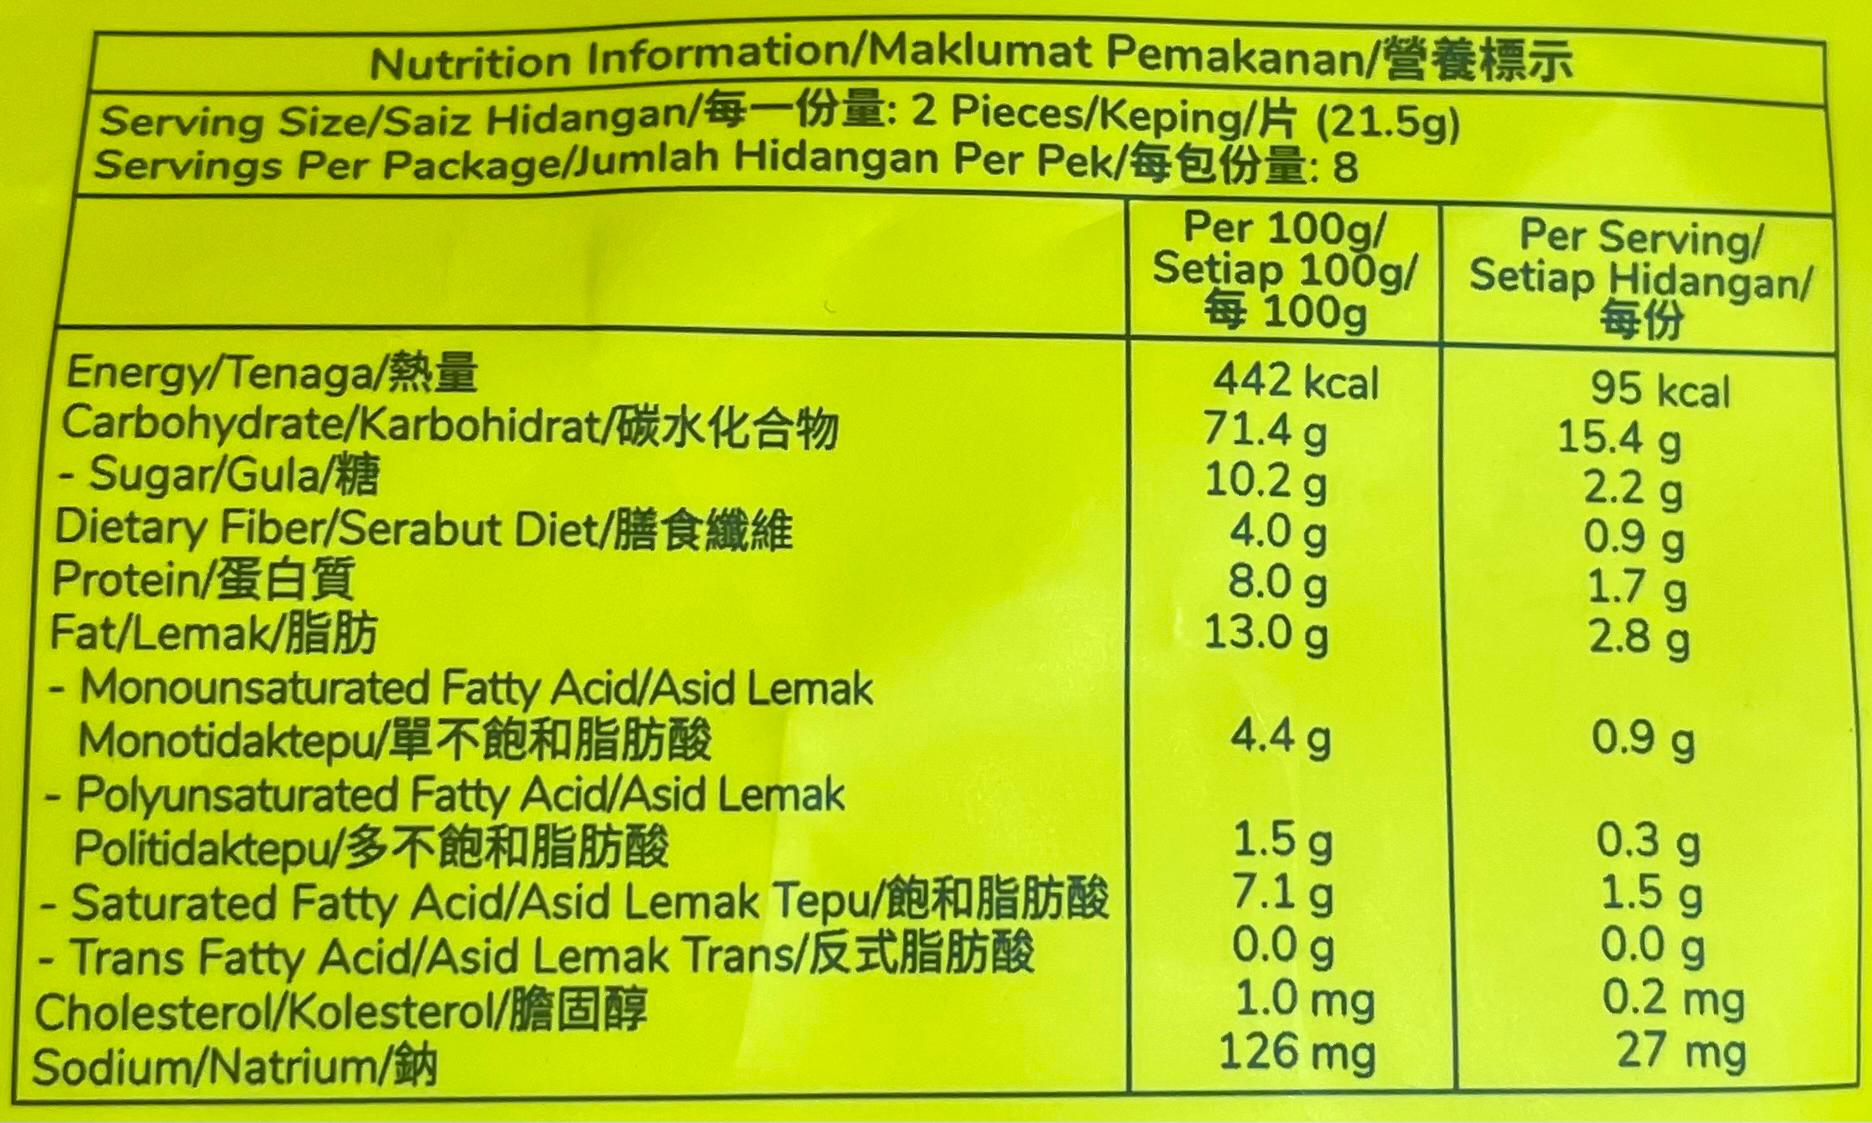 Nutrition Information/Maklumat Pemakanan/營養標示
Serving Size/Saiz Hidangan/每一份量: 2 Pieces/Keping/片 (21.5g)
Servings Per Package/Jumlah Hidangan Per Pek/每包份量: 8
Per 100g/
Setiap 100g/
每 100g
Per Serving/
Setiap Hidangan/
每份
Energy/Tenaga/熱量 442 kcal 95 kcal
Carbohydrate/Karbohidrat/碳水化合物 71.4 g 15.4 g
- Sugar/Gula/糖 10.2 g 2.2 g
Dietary Fiber/Serabut Diet/膳食纖維 4.0 g 0.9 g
Protein/蛋白質 8.0 g 1.7 g
Fat/Lemak/脂肪 13.0 g 2.8 g
- Monounsaturated Fatty Acid/Asid Lemak
Monotidaktepu/單不飽和脂肪酸 4.4 g 0.9 g
- Polyunsaturated Fatty Acid/Asid Lemak
Politidaktepu/多不飽和脂肪酸 1.5 g 0.3 g
- Saturated Fatty Acid/Asid Lemak Tepu/飽和脂肪酸 7.1 g 1.5 g
- Trans Fatty Acid/Asid Lemak Trans/反式脂肪酸 0.0 g 0.0 g
Cholesterol/Kolesterol/膽固醇 1.0 mg 0.2 mg
Sodium/Natrium/鈉 126 mg 27 mg